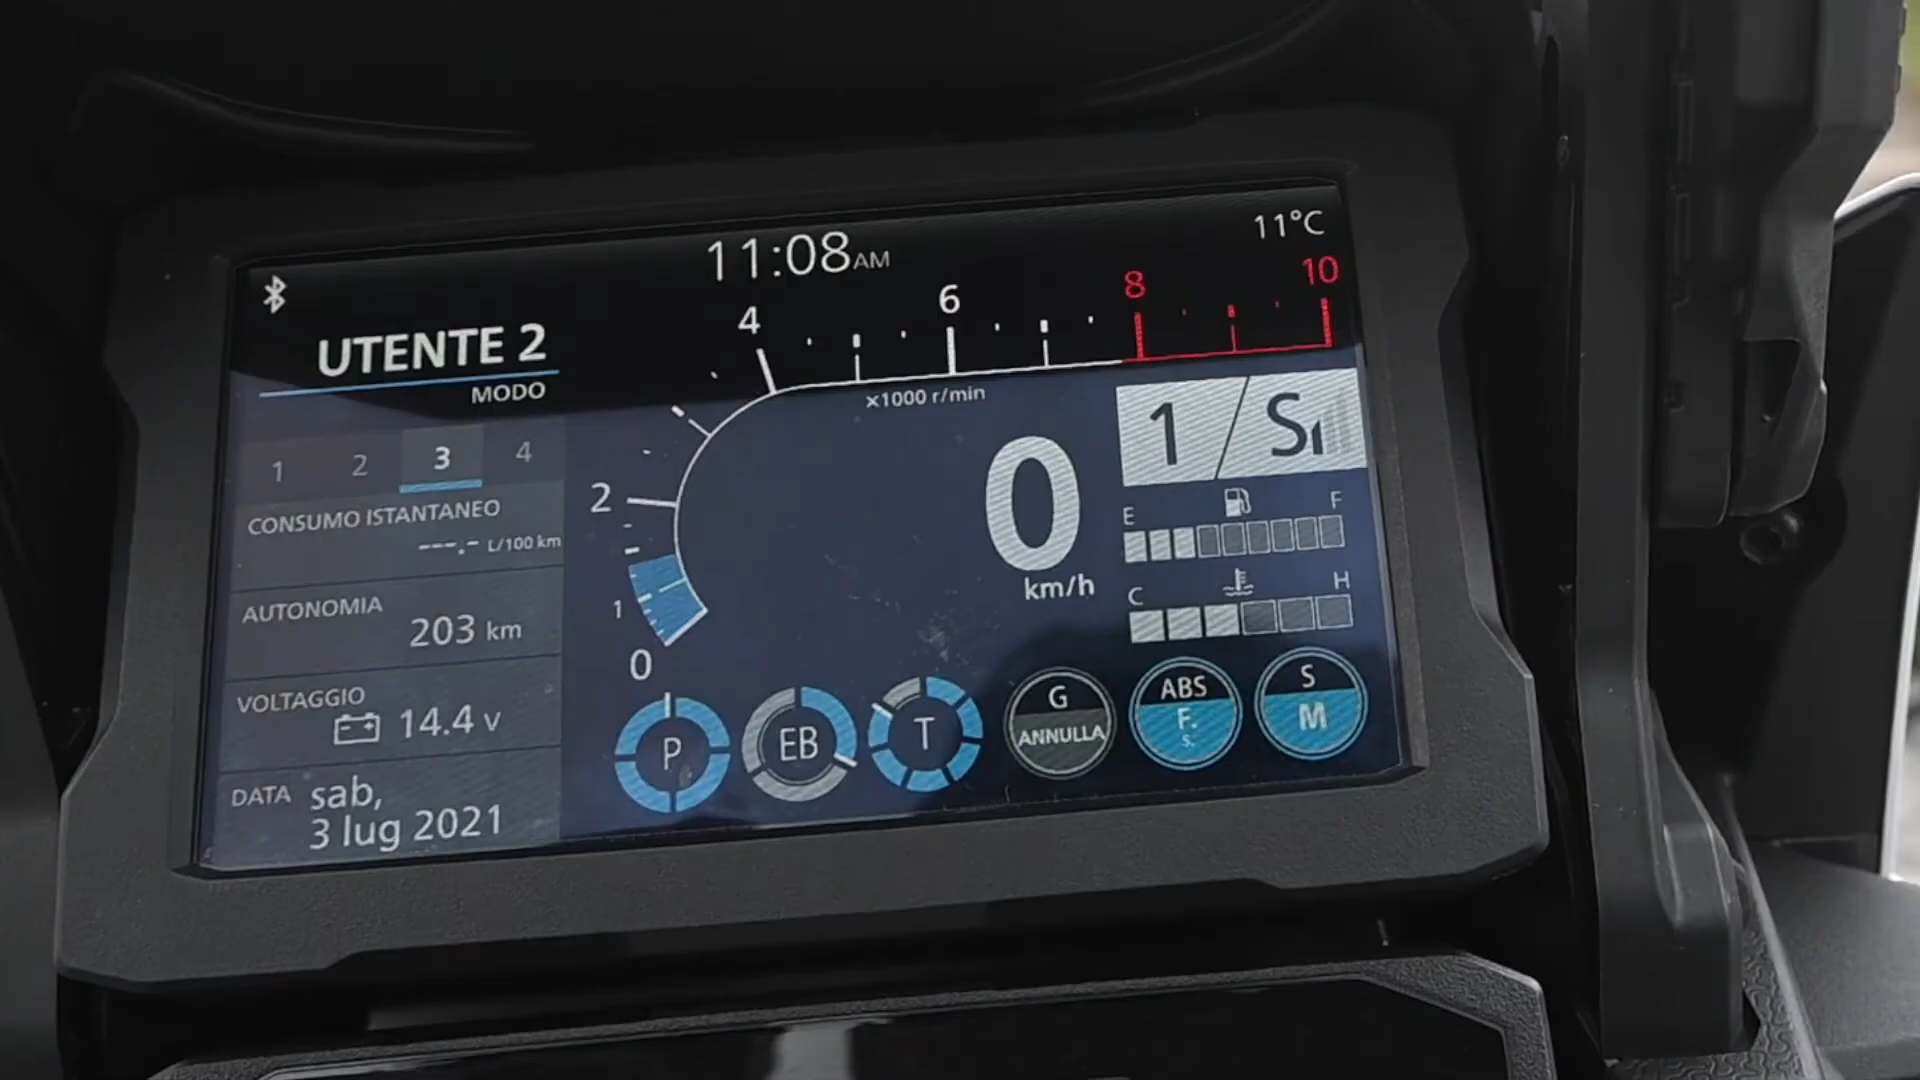 11:08 AM
11°C
UTENTE 2
MODO
4
6
8
10
×1000 r/min
1 2 3 4
CONSUMO ISTANTANEO
---.- L/100 km
AUTONOMIA
203 km
VOLTAGGIO
14.4 V
DATA sab,
3 lug 2021
2
1
0
0
km/h
1/S
E F
C H
P
EB
T
G
ANNULLA
ABS
F.
S.
S
M